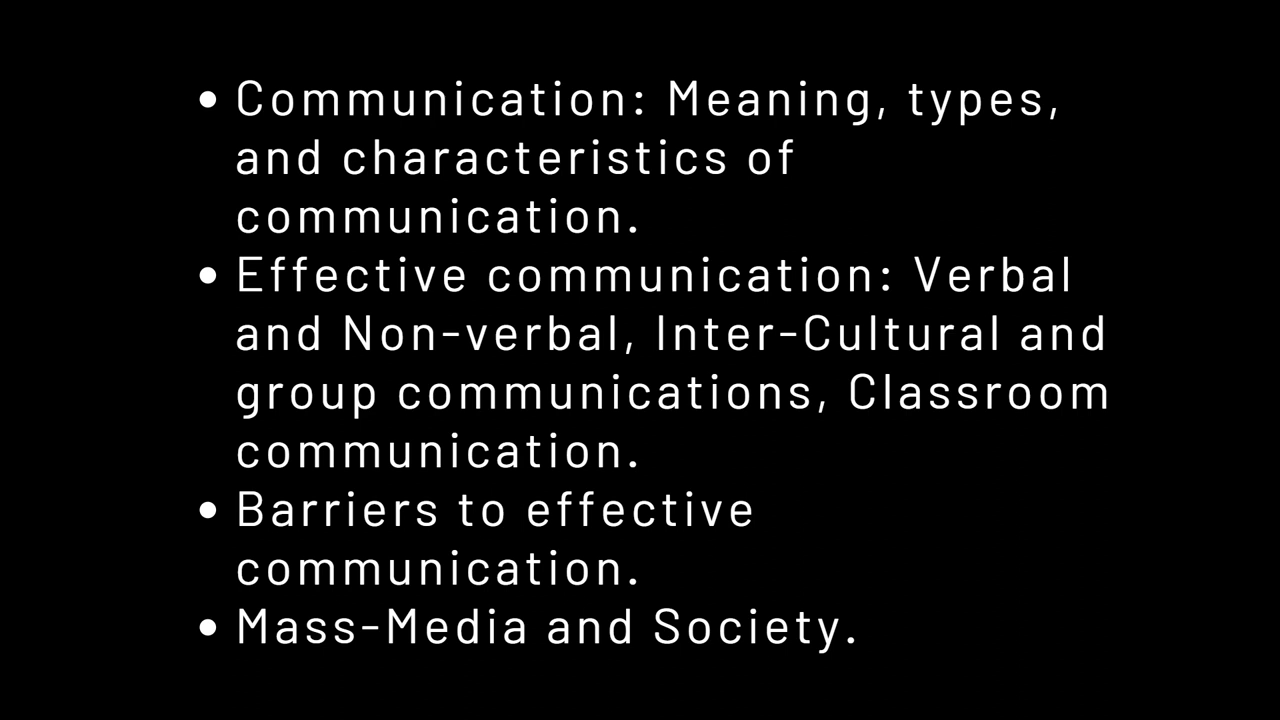 • Communication: Meaning, types,
and characteristics of
communication.
• Effective communication: Verbal
and Non-verbal, Inter-Cultural and
group communications, Classroom
communication.
• Barriers to effective
communication.
• Mass-Media and Society.